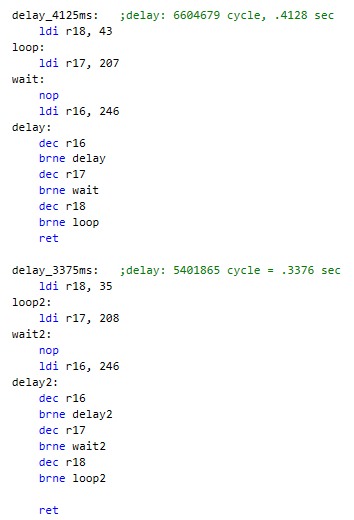 delay_4125ms:   ;delay: 6604679 cycle, .4128 sec
    ldi r18, 43
loop:
    ldi r17, 207
wait:
    nop
    ldi r16, 246
delay:
    dec r16
    brne delay
    dec r17
    brne wait
    dec r18
    brne loop
    ret

delay_3375ms:   ;delay: 5401865 cycle = .3376 sec
    ldi r18, 35
loop2:
    ldi r17, 208
wait2:
    nop
    ldi r16, 246
delay2:
    dec r16
    brne delay2
    dec r17
    brne wait2
    dec r18
    brne loop2

    ret